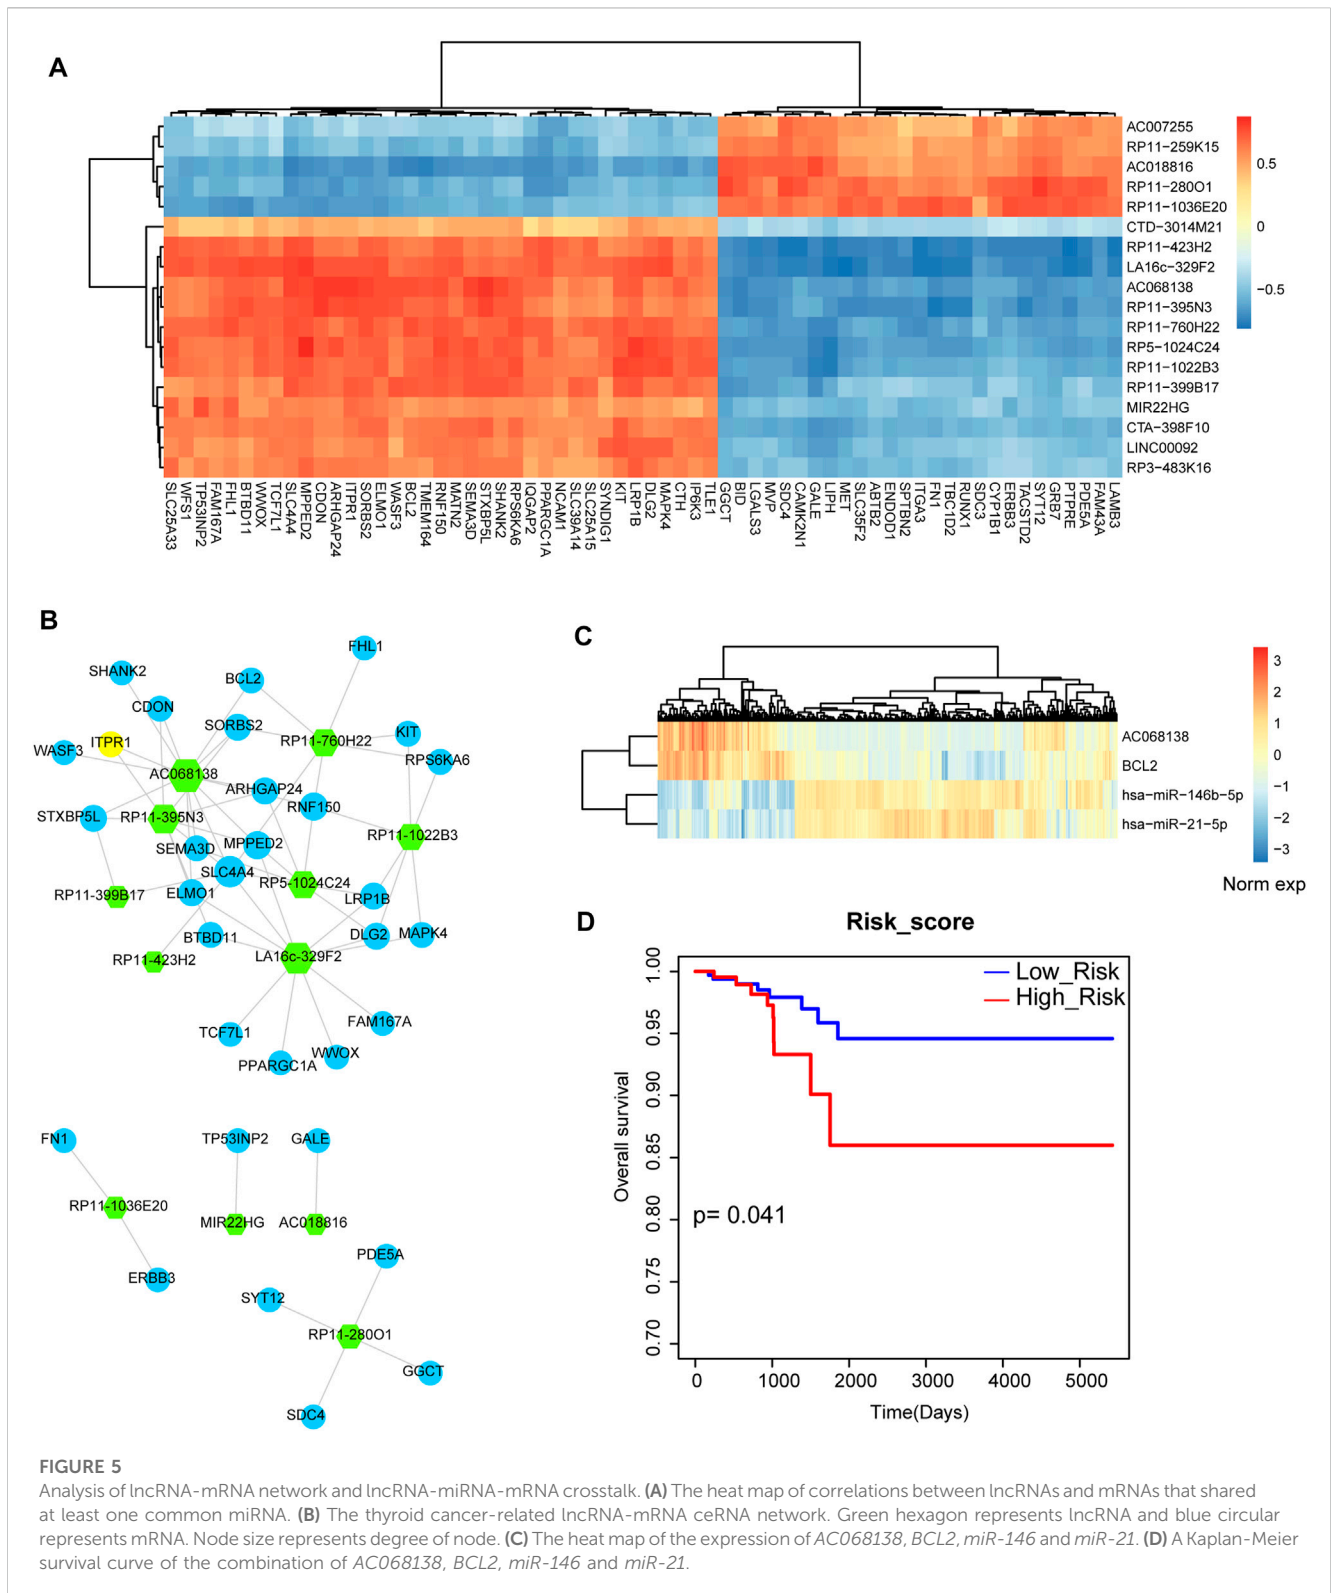 A
AC007255
RP11−259K15
AC018816
RP11−280O1
RP11−1036E20
CTD−3014M21
RP11−423H2
LA16c−329F2
AC068138
RP11−395N3
RP11−760H22
RP5−1024C24
RP11−1022B3
RP11−399B17
MIR22HG
CTA−398F10
LINC00092
RP3−483K16
0.5
0
−0.5
SLC25A33
WFS1
TP53INP2
FAM167A
FHL1
BTBD11
WWOX
TCF7L1
SLC4A4
MPPED2
CDON
ARHGAP24
ITPR1
SORBS2
ELMO1
WASF3
BCL2
TMEM164
RNF150
MATN2
SEMA3D
STXBP5L
SHANK2
RPS6KA6
IQGAP2
PPARGC1A
NCAM1
SLC39A14
SLC25A15
SYNDIG1
KIT
LRP1B
DLG2
MAPK4
CTH
IP6K3
TLE1
GGCT
BID
LGALS3
MVP
SDC4
CAMK2N1
GALE
LIPH
MET
SLC35F2
ABTB2
ENDOD1
SPTBN2
ITGA3
FN1
TBC1D2
RUNX1
SDC3
CYP1B1
ERBB3
TACSTD2
SYT12
GRB7
PTPRE
PDE5A
FAM43A
LAMB3
B
FHL1
SHANK2
BCL2
CDON
SORBS2
ITPR1
RP11-760H22
KIT
WASF3
RPS6KA6
AC068138
ARHGAP24
RNF150
STXBP5L
RP11-395N3
RP11-1022B3
SEMA3D
MPPED2
SLC4A4
RP5-1024C24
RP11-399B17
ELMO1
LRP1B
BTBD11
DLG2
MAPK4
RP11-423H2
LA16c-329F2
TCF7L1
FAM167A
PPARGC1A
WWOX
FN1
TP53INP2
GALE
RP11-1036E20
MIR22HG
AC018816
ERBB3
PDE5A
SYT12
RP11-280O1
GGCT
SDC4
C
AC068138
BCL2
hsa−miR−146b−5p
hsa−miR−21−5p
3
2
1
0
−1
−2
−3
Norm exp
D
Risk_score
Low_Risk
High_Risk
p= 0.041
Overall survival
1.00
0.95
0.90
0.85
0.80
0.75
0.70
0
1000
2000
3000
4000
5000
Time(Days)
FIGURE 5
Analysis of lncRNA-mRNA network and lncRNA-miRNA-mRNA crosstalk. (A) The heat map of correlations between lncRNAs and mRNAs that shared
at least one common miRNA. (B) The thyroid cancer-related lncRNA-mRNA ceRNA network. Green hexagon represents lncRNA and blue circular
represents mRNA. Node size represents degree of node. (C) The heat map of the expression of AC068138, BCL2, miR-146 and miR-21. (D) A Kaplan-Meier
survival curve of the combination of AC068138, BCL2, miR-146 and miR-21.